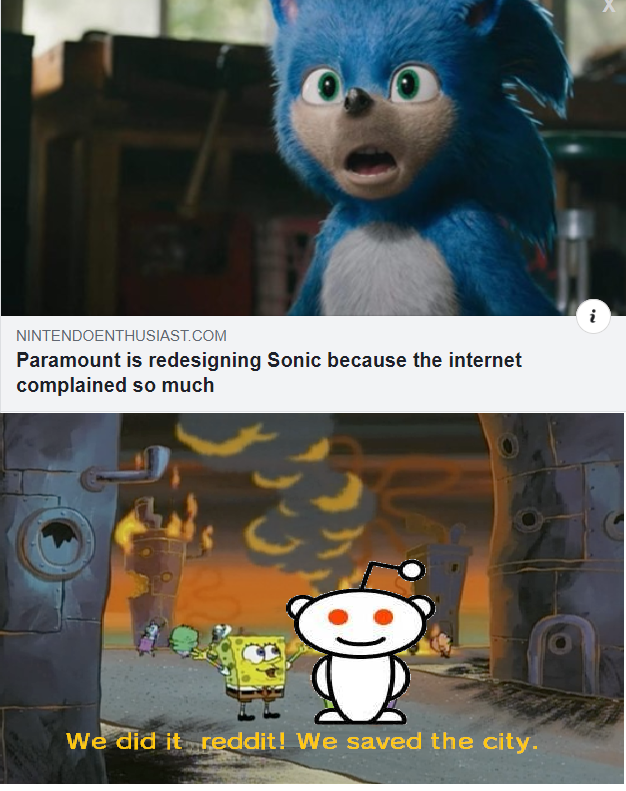 X
i
NINTENDOENTHUSIAST.COM
Paramount is redesigning Sonic because the internet
complained so much
We did it reddit! We saved the city.